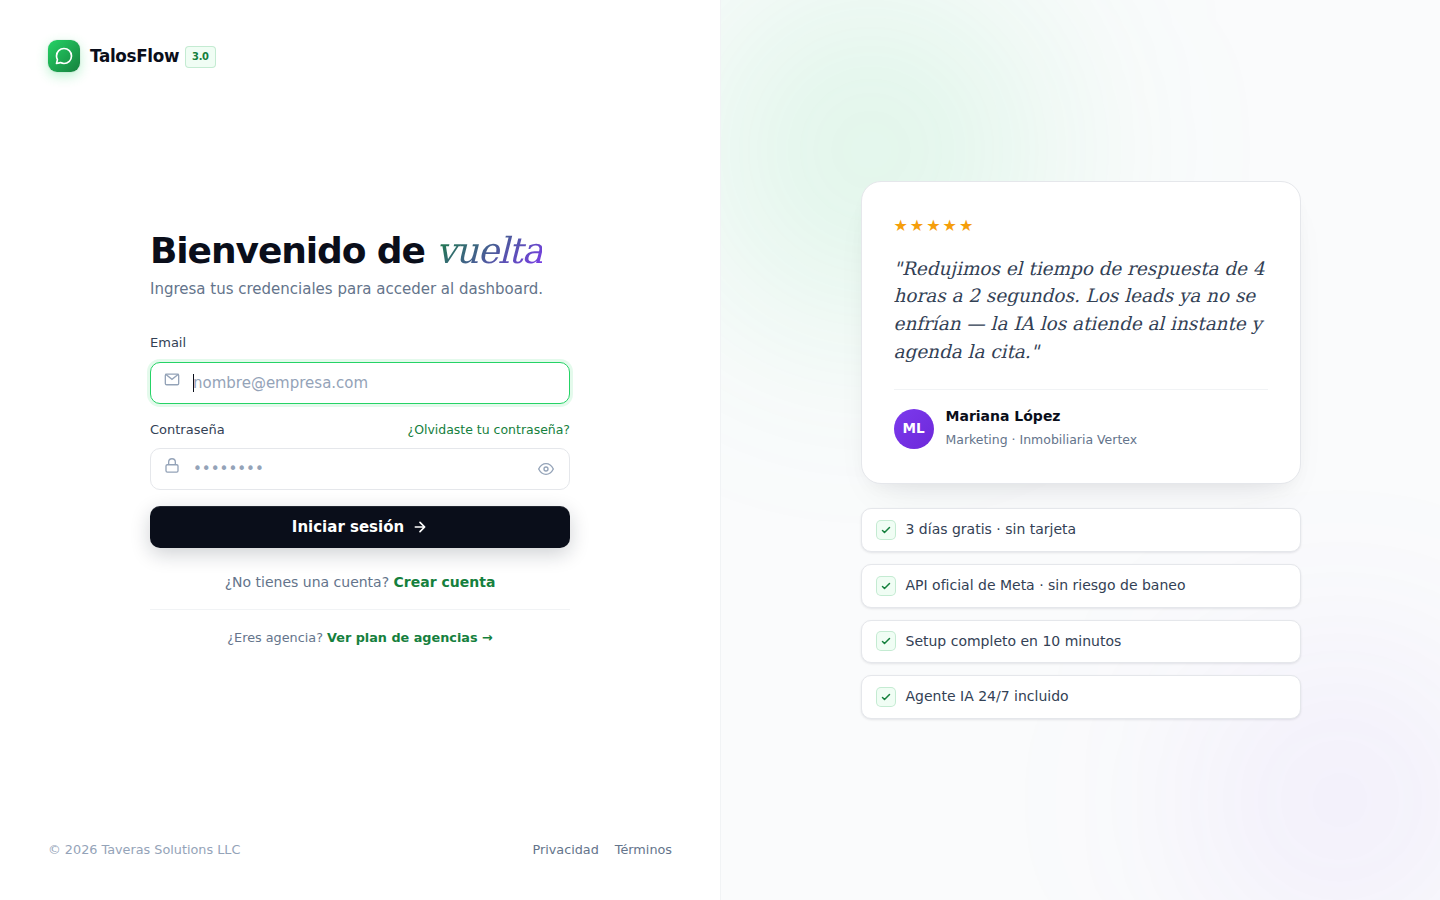 TalosFlow 3.0
Bienvenido de vuelta
Ingresa tus credenciales para acceder al dashboard.
Email
nombre@empresa.com
Contraseña ¿Olvidaste tu contraseña?
••••••••
Iniciar sesión →
¿No tienes una cuenta? Crear cuenta
¿Eres agencia? Ver plan de agencias →
© 2026 Taveras Solutions LLC
Privacidad Términos
★★★★★
"Redujimos el tiempo de respuesta de 4
horas a 2 segundos. Los leads ya no se
enfrían — la IA los atiende al instante y
agenda la cita."
ML
Mariana López
Marketing · Inmobiliaria Vertex
3 días gratis · sin tarjeta
API oficial de Meta · sin riesgo de baneo
Setup completo en 10 minutos
Agente IA 24/7 incluido